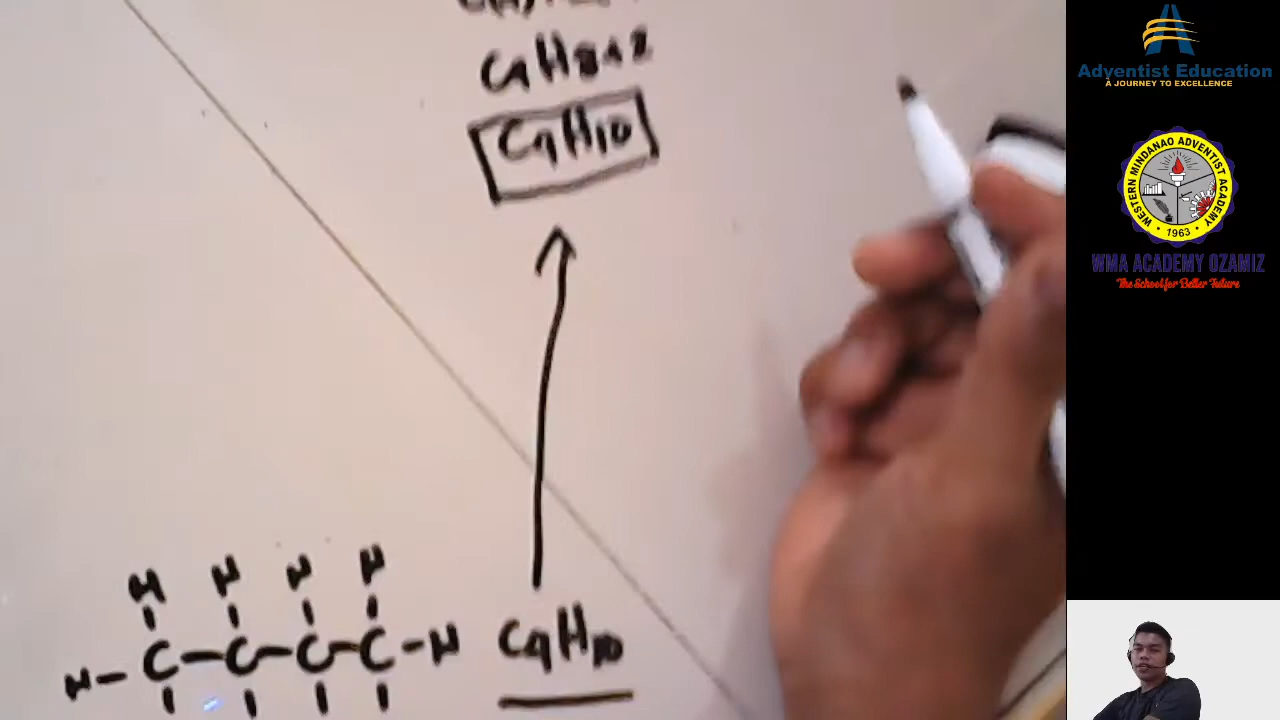 C4H8+2
C4H10
H H H H
H-C-C-C-C-H C4H10
Adventist Education
A JOURNEY TO EXCELLENCE
WESTERN MINDANAO ADVENTIST ACADEMY
• 1963 •
WMA ACADEMY OZAMIZ
The School for Better Future